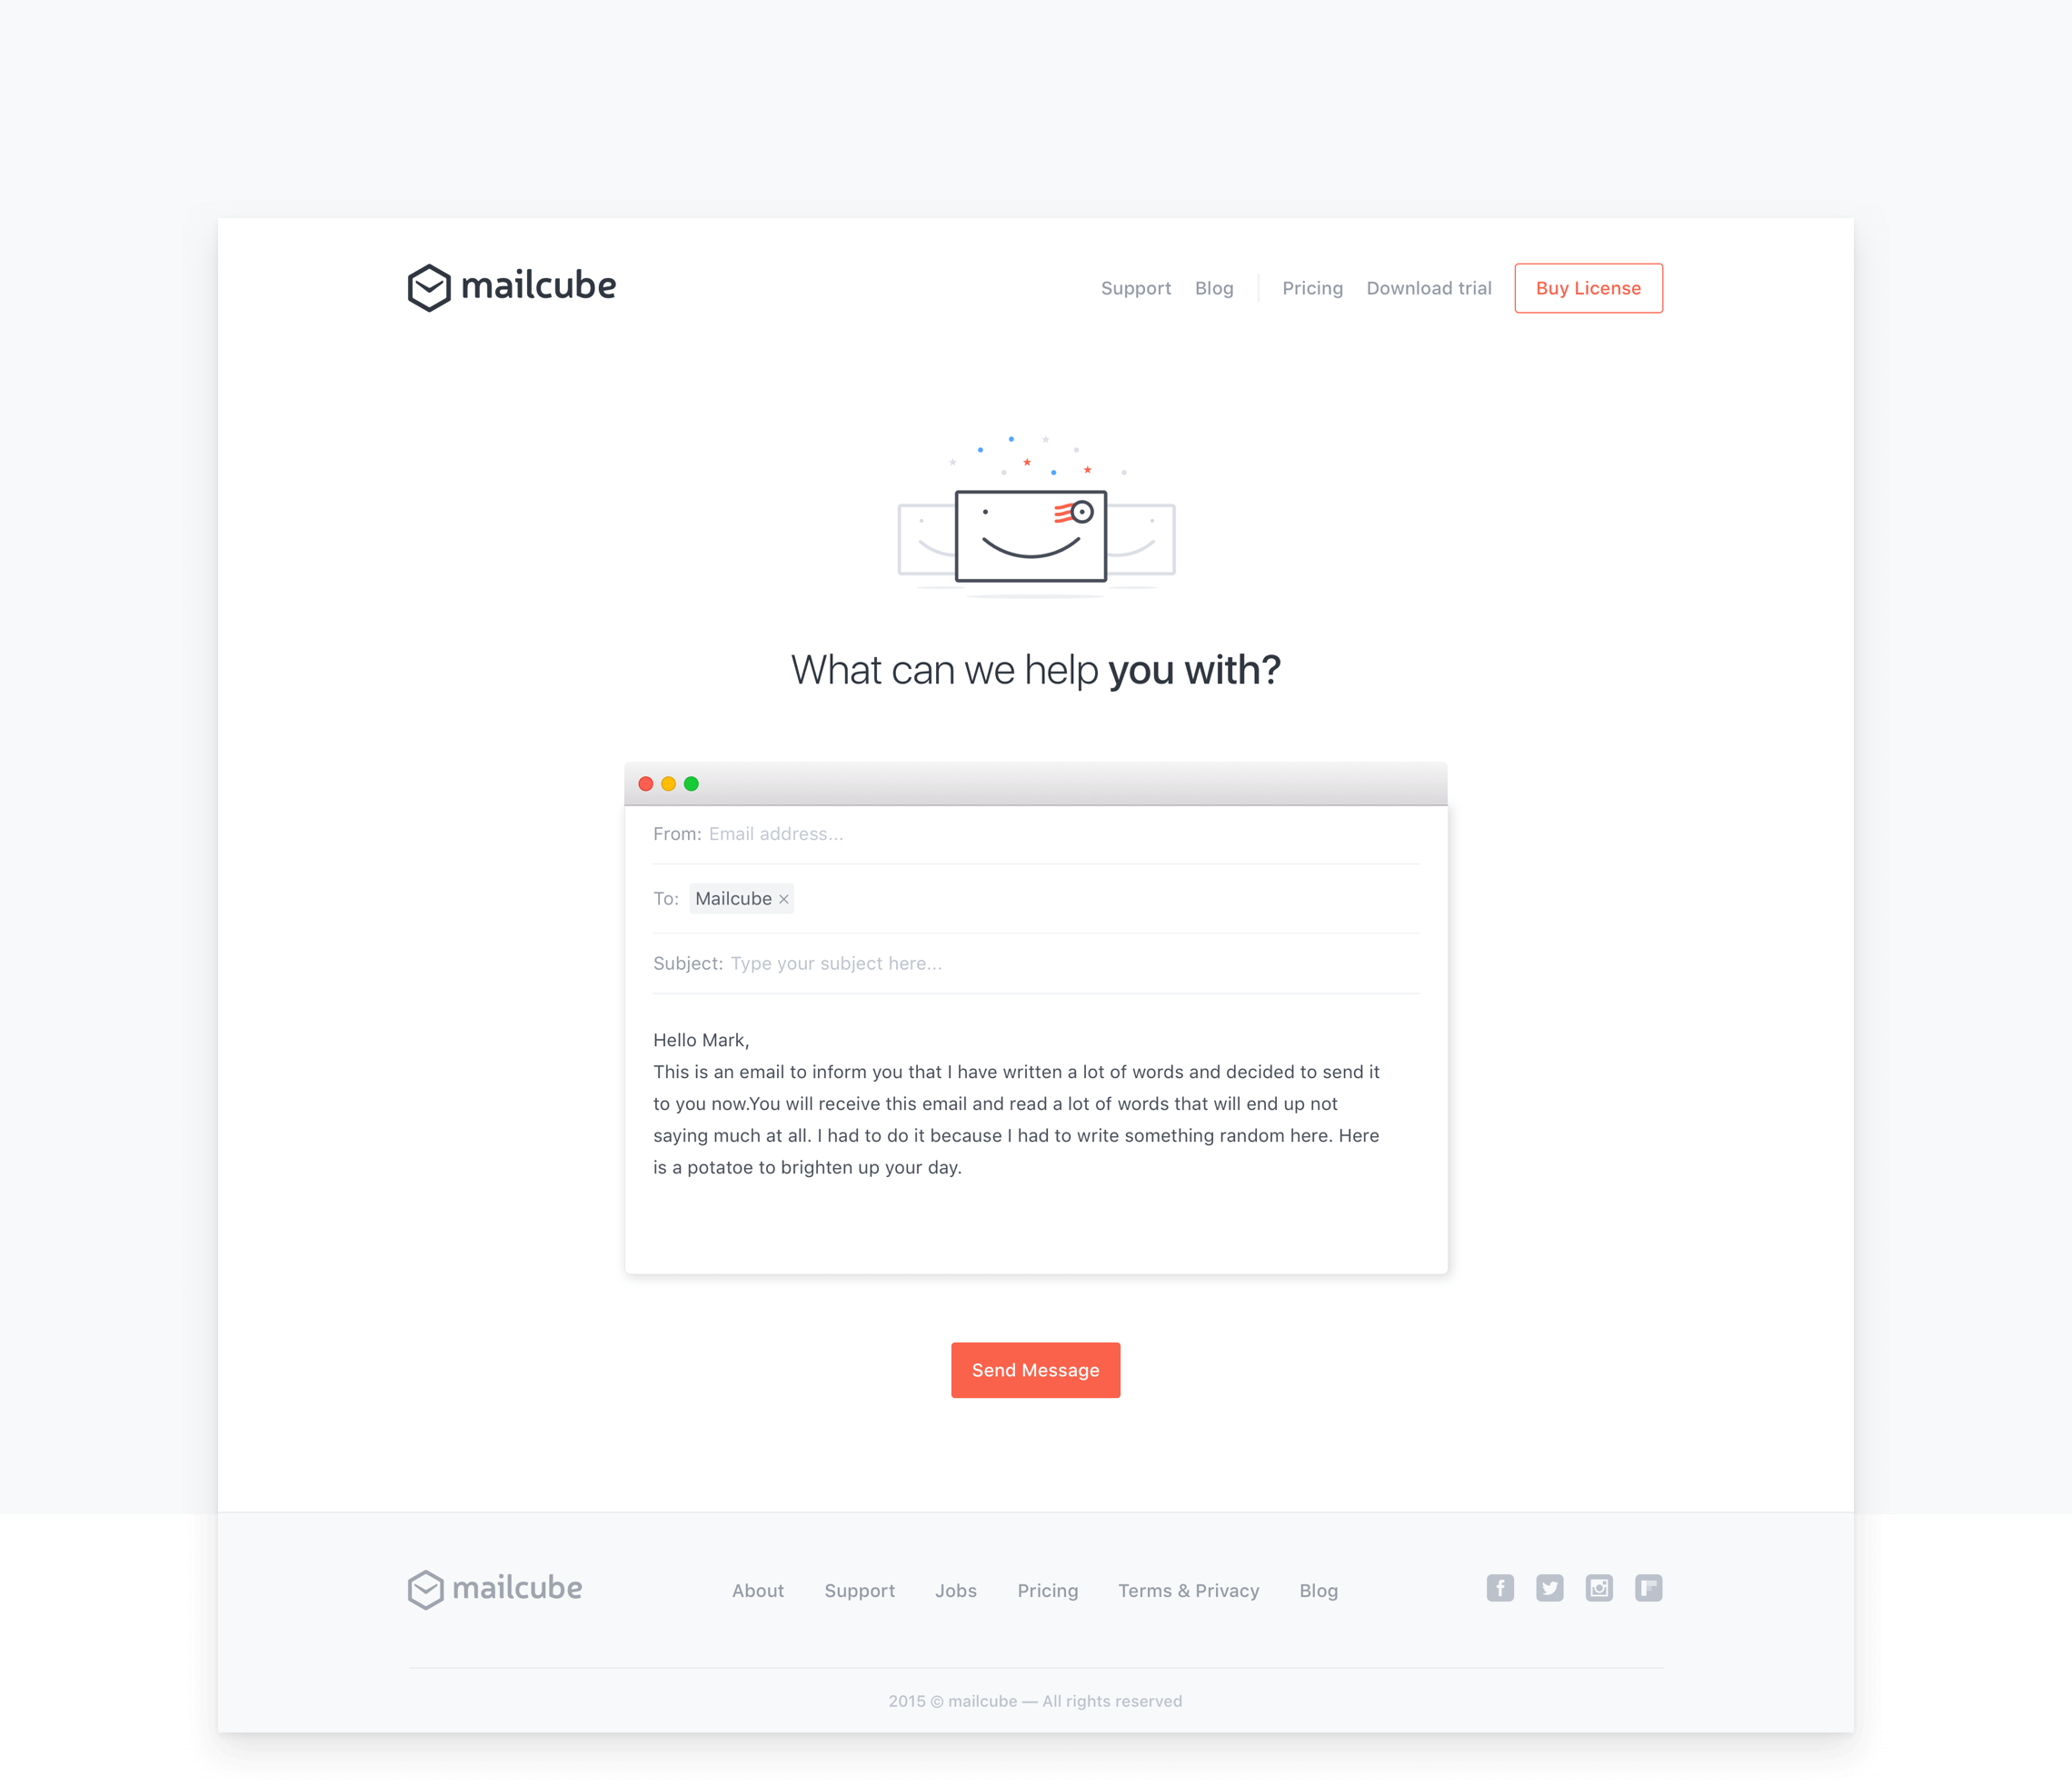 mailcube
Support Blog Pricing Download trial Buy License
What can we help you with?
From: Email address...
To: Mailcube ×
Subject: Type your subject here...
Hello Mark,
This is an email to inform you that I have written a lot of words and decided to send it
to you now.You will receive this email and read a lot of words that will end up not
saying much at all. I had to do it because I had to write something random here. Here
is a potatoe to brighten up your day.
Send Message
mailcube
About Support Jobs Pricing Terms & Privacy Blog
2015 © mailcube — All rights reserved